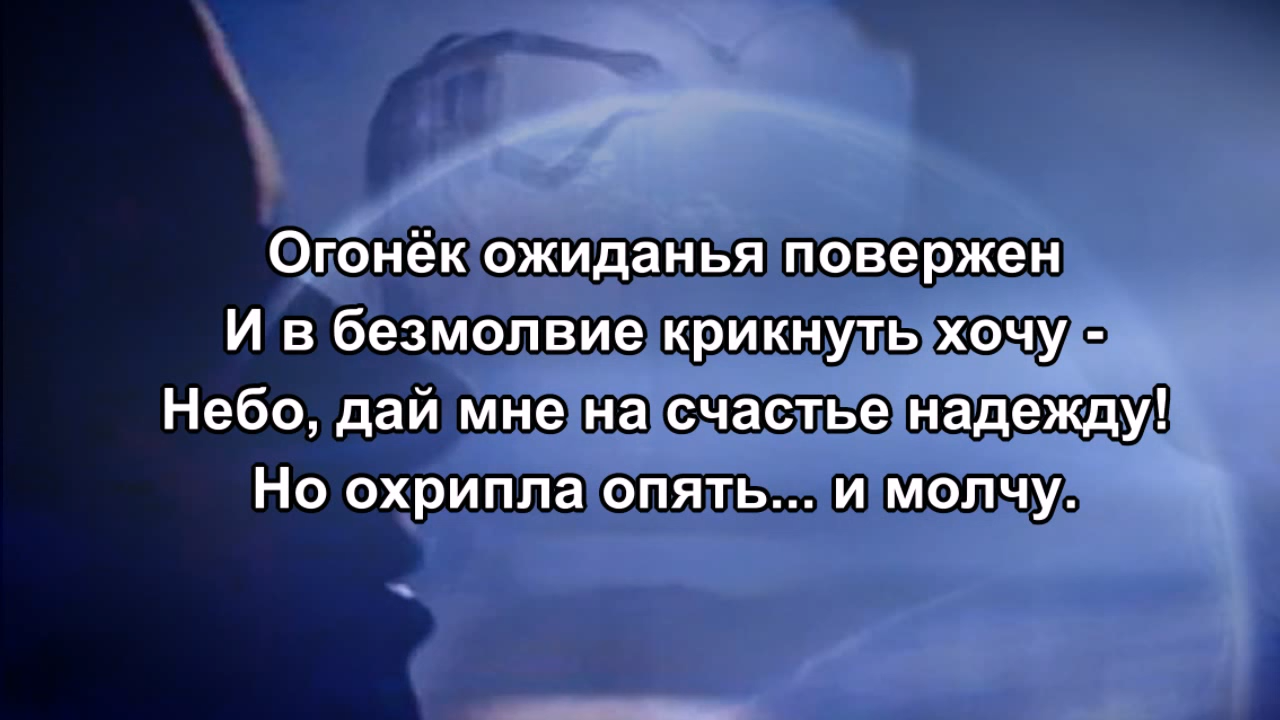 Огонёк ожиданья повержен
И в безмолвие крикнуть хочу -
Небо, дай мне на счастье надежду!
Но охрипла опять... и молчу.